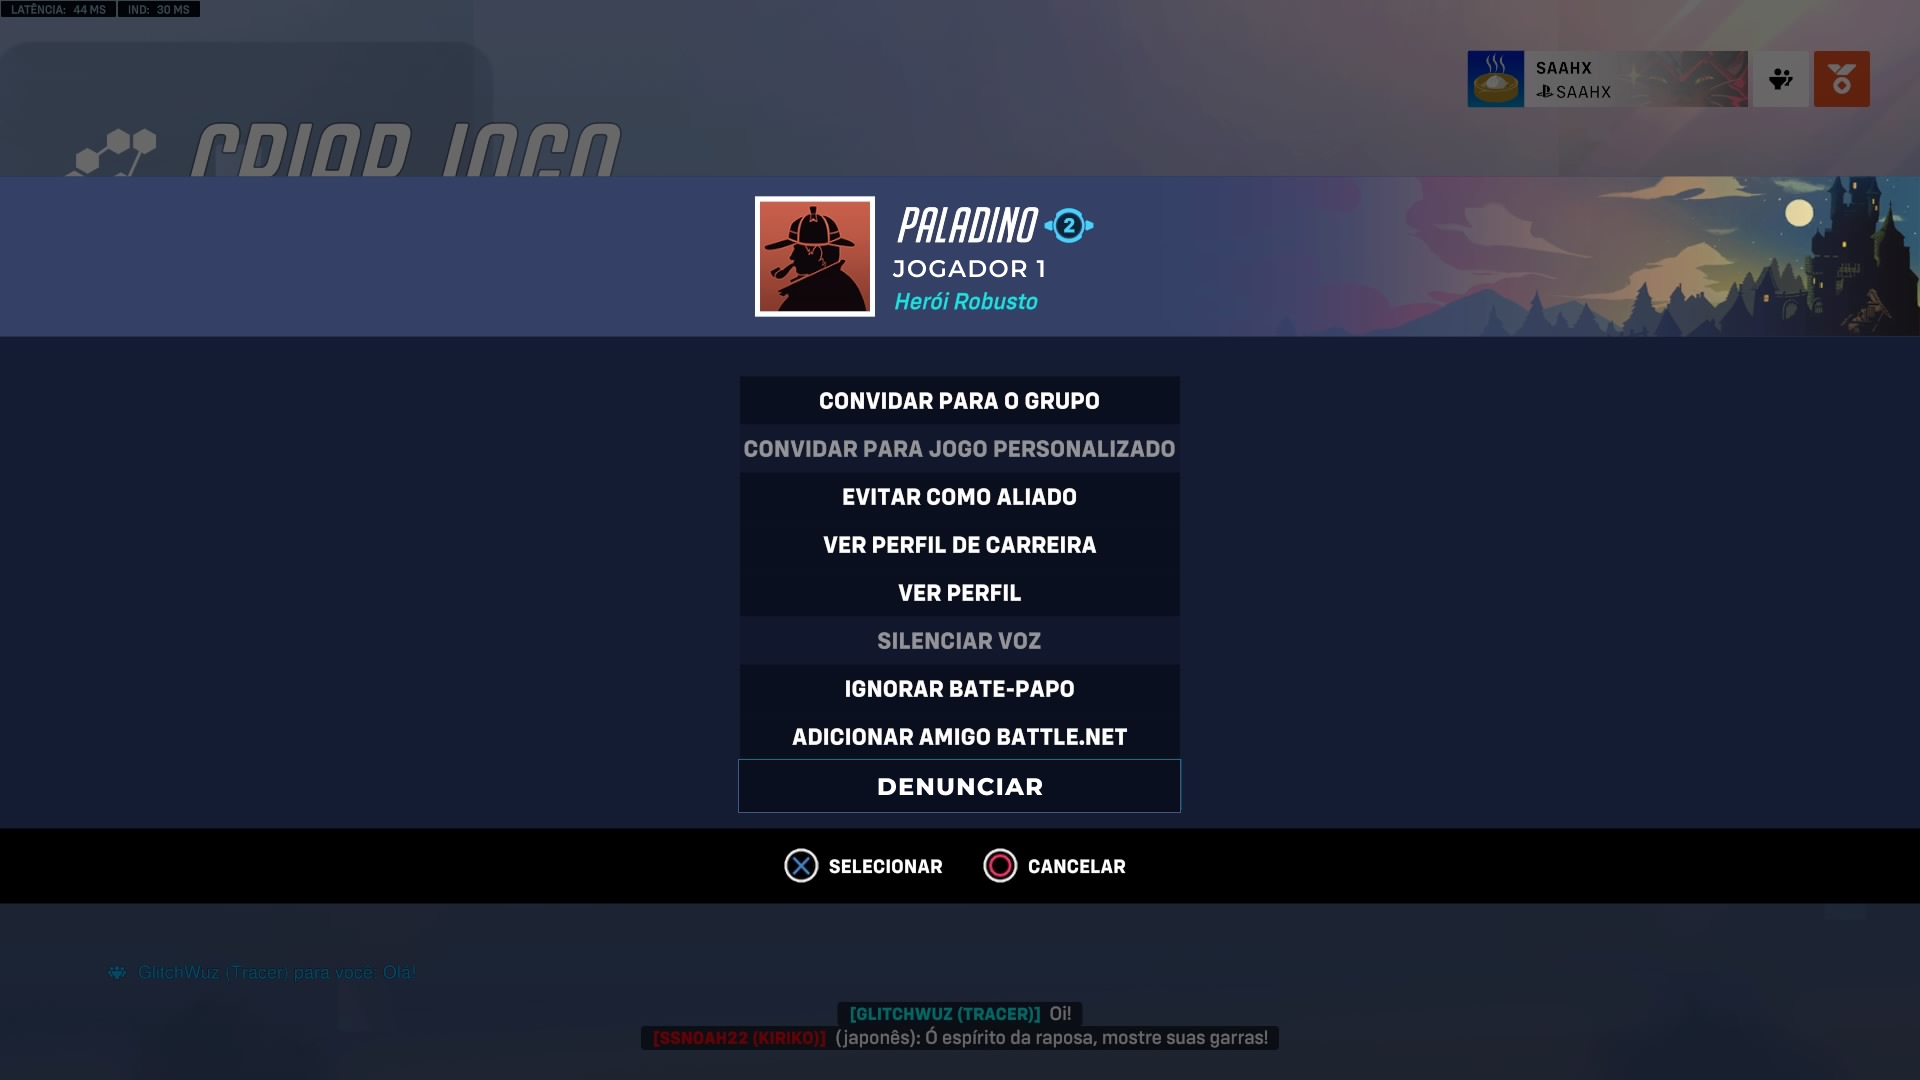 LATÊNCIA: 44 MS IND: 30 MS
SAAHX
SAAHX
CRIAR JOGO
PALADINO 2
JOGADOR 1
Herói Robusto
CONVIDAR PARA O GRUPO
CONVIDAR PARA JOGO PERSONALIZADO
EVITAR COMO ALIADO
VER PERFIL DE CARREIRA
VER PERFIL
SILENCIAR VOZ
IGNORAR BATE-PAPO
ADICIONAR AMIGO BATTLE.NET
DENUNCIAR
SELECIONAR CANCELAR
GlitchWuz (Tracer) para você: Olá!
[GLITCHWUZ (TRACER)] Oi!
[SSNOAH22 (KIRIKO)] (japonês): Ó espírito da raposa, mostre suas garras!